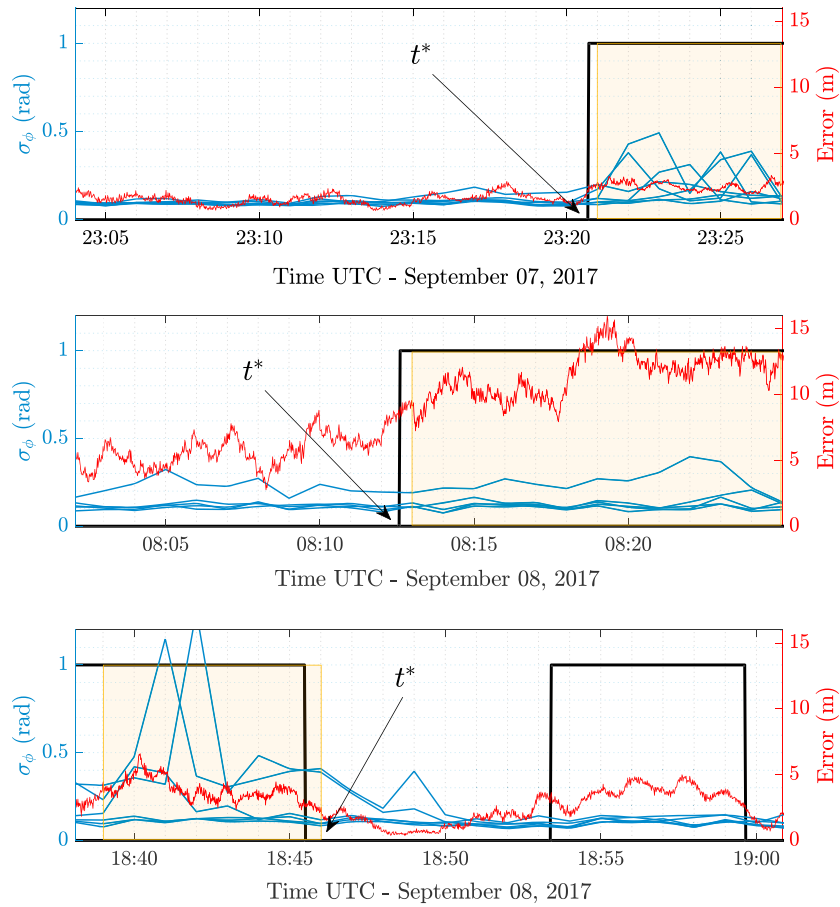 1
0.5
0
σϕ (rad)
t*
15
10
5
0
Error (m)
23:05 23:10 23:15 23:20 23:25
Time UTC - September 07, 2017
1
0.5
0
σϕ (rad)
t*
15
10
5
0
Error (m)
08:05 08:10 08:15 08:20
Time UTC - September 08, 2017
1
0.5
0
σϕ (rad)
t*
15
10
5
0
Error (m)
18:40 18:45 18:50 18:55 19:00
Time UTC - September 08, 2017